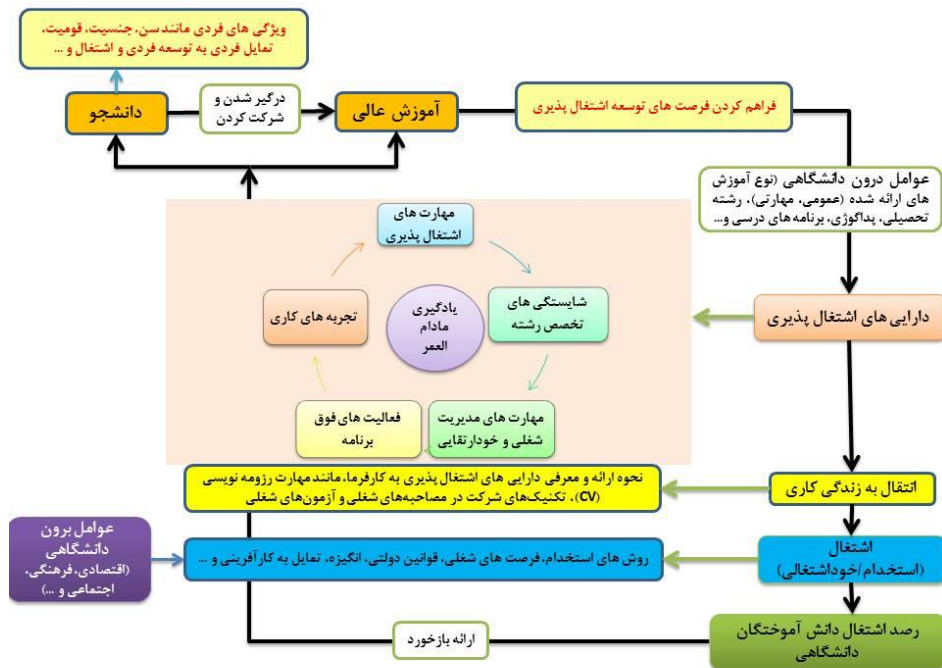 ویژگی های فردی مانند سن، جنسیت، قومیت،
تمایل فردی به توسعه فردی و اشتغال و ...
دانشجو
درگیر شدن و
شرکت کردن
آموزش عالی
فراهم کردن فرصت های توسعه اشتغال پذیری
عوامل درون دانشگاهی (نوع آموزش
های ارائه شده (عمومی، مهارتی)، رشته
تحصیلی، پداگوژی، برنامه های درسی و...
مهارت های
اشتغال پذیری
شایستگی های
تخصص رشته
یادگیری
مادام
العمر
تجربه های کاری
دارایی های اشتغال پذیری
مهارت های مدیریت
شغلی و خودارتقایی
فعالیت های فوق
برنامه
نحوه ارائه و معرفی دارایی های اشتغال پذیری به کارفرما، مانند مهارت رزومه نویسی
(CV)، تکنیک‌های شرکت در مصاحبه‌های شغلی و آزمون‌های شغلی
انتقال به زندگی کاری
عوامل برون
دانشگاهی
(اقتصادی، فرهنگی،
اجتماعی و ...)
روش های استخدام، فرصت های شغلی، قوانین دولتی، انگیزه، تمایل به کارآفرینی و ...
اشتغال
(استخدام/خوداشتغالی)
ارائه بازخورد
رصد اشتغال دانش آموختگان
دانشگاهی